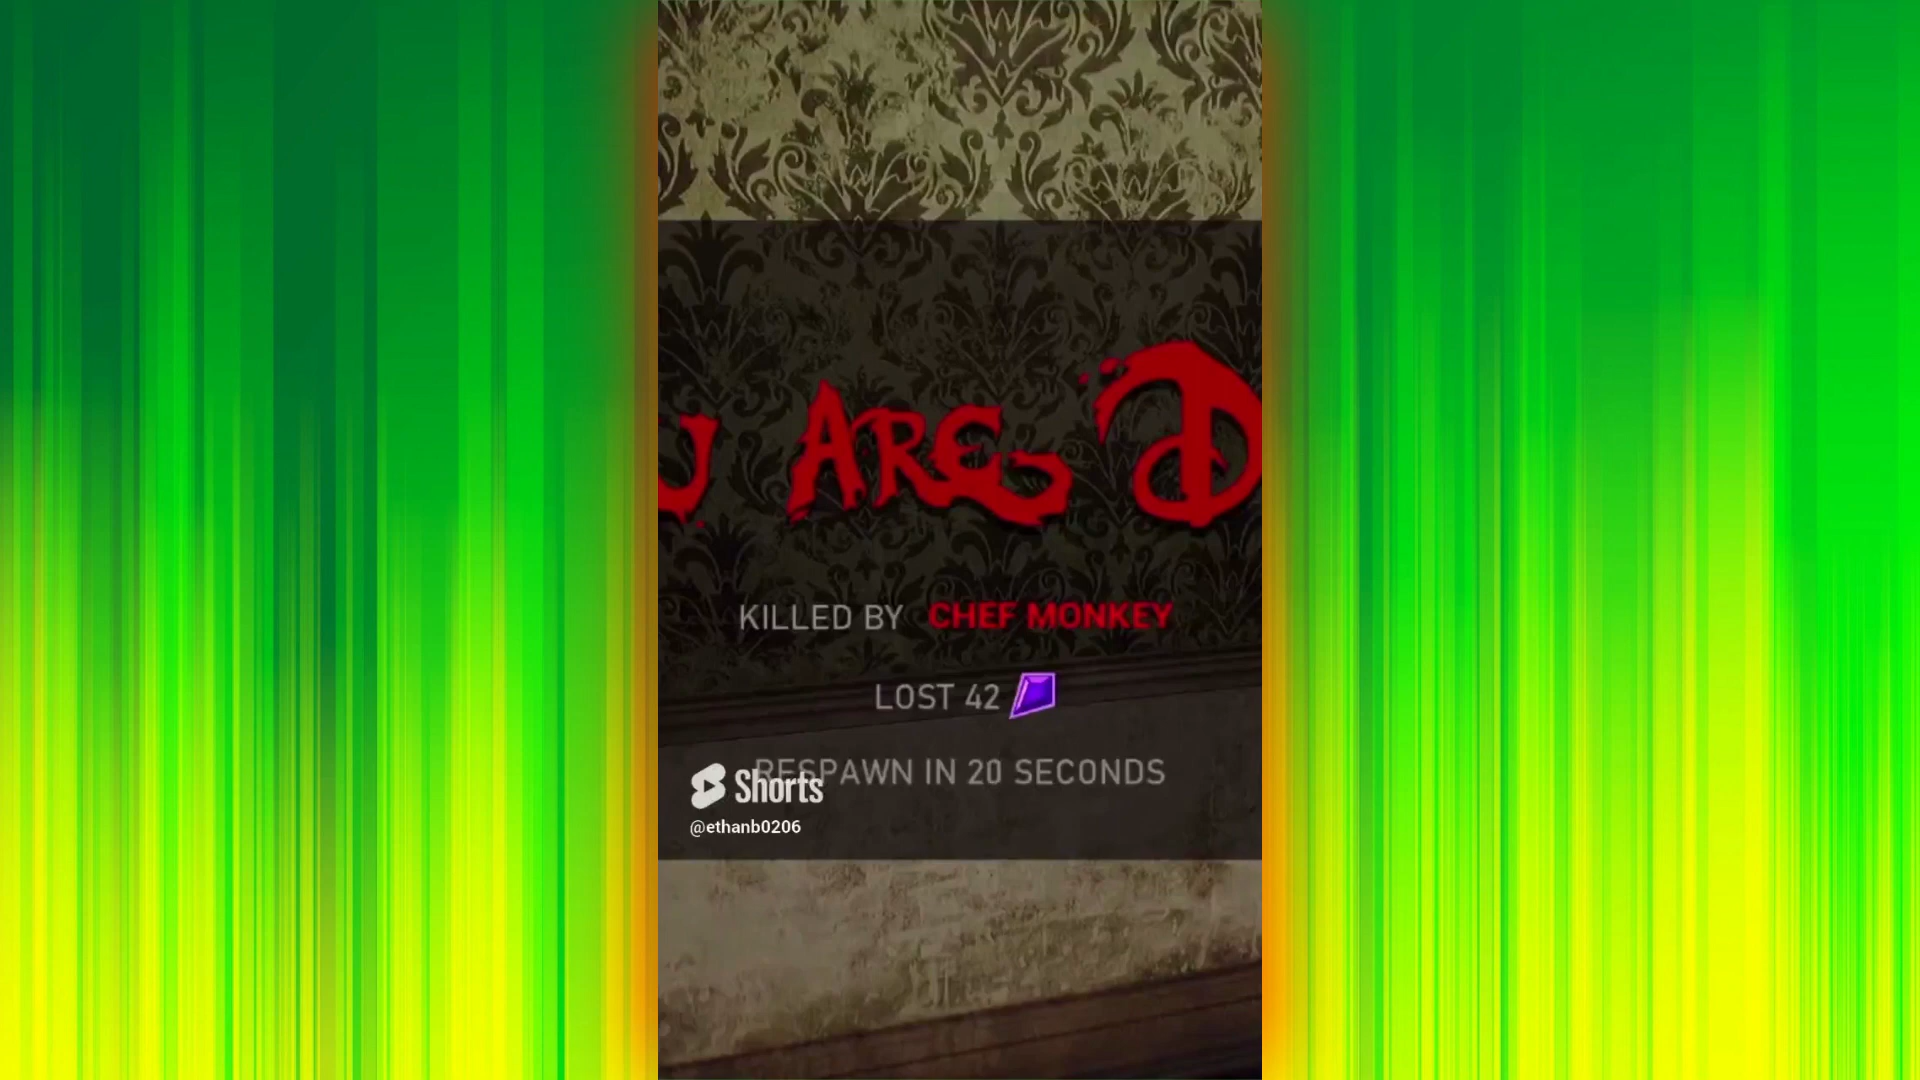 U ARE D
KILLED BY CHEF MONKEY
LOST 42
RESPAWN IN 20 SECONDS
Shorts
@ethanb0206